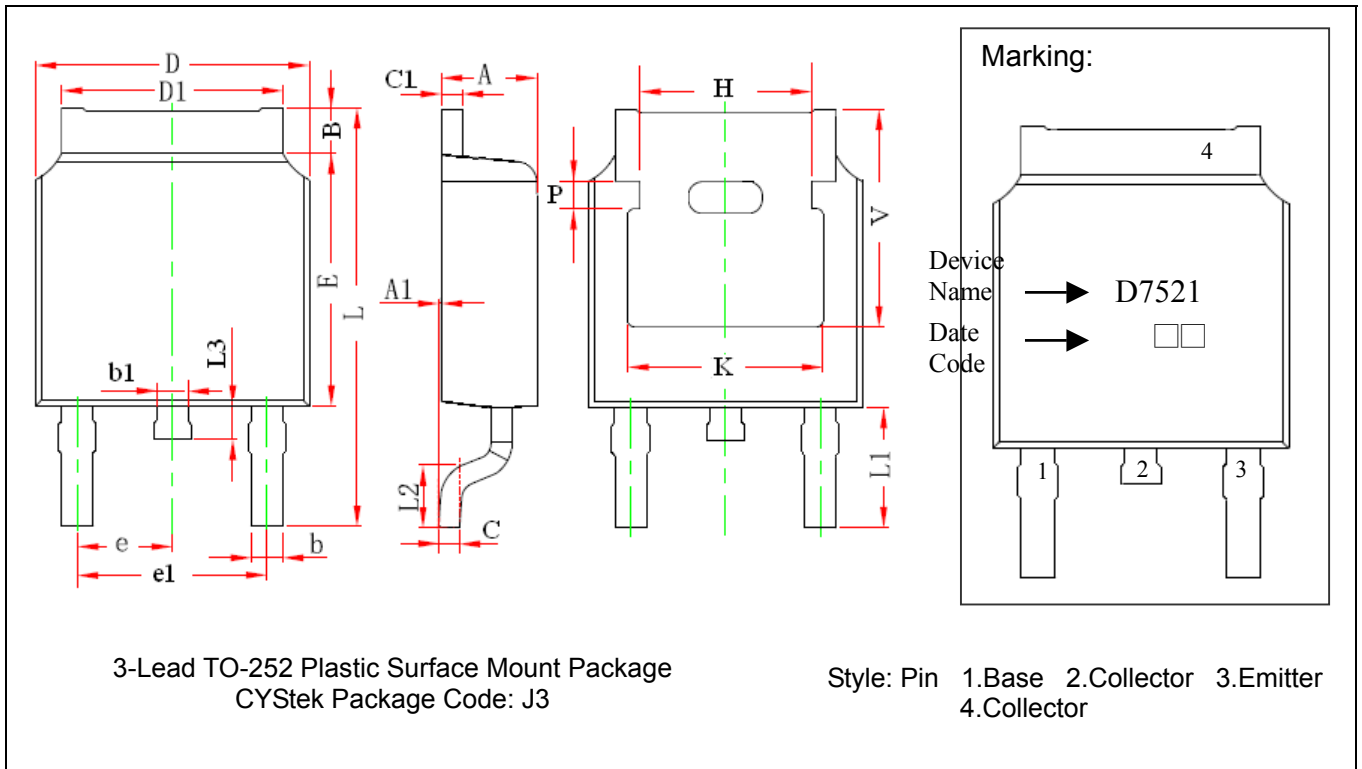 D
D1
B
E
L
L3
b1
e
b
e1
C1
A
A1
L2
C
H
P
V
K
L1
Marking:
4
Device
Name
D7521
Date
Code
□□
1
2
3
3-Lead TO-252 Plastic Surface Mount Package
CYStek Package Code: J3
Style: Pin 1.Base 2.Collector 3.Emitter
4.Collector